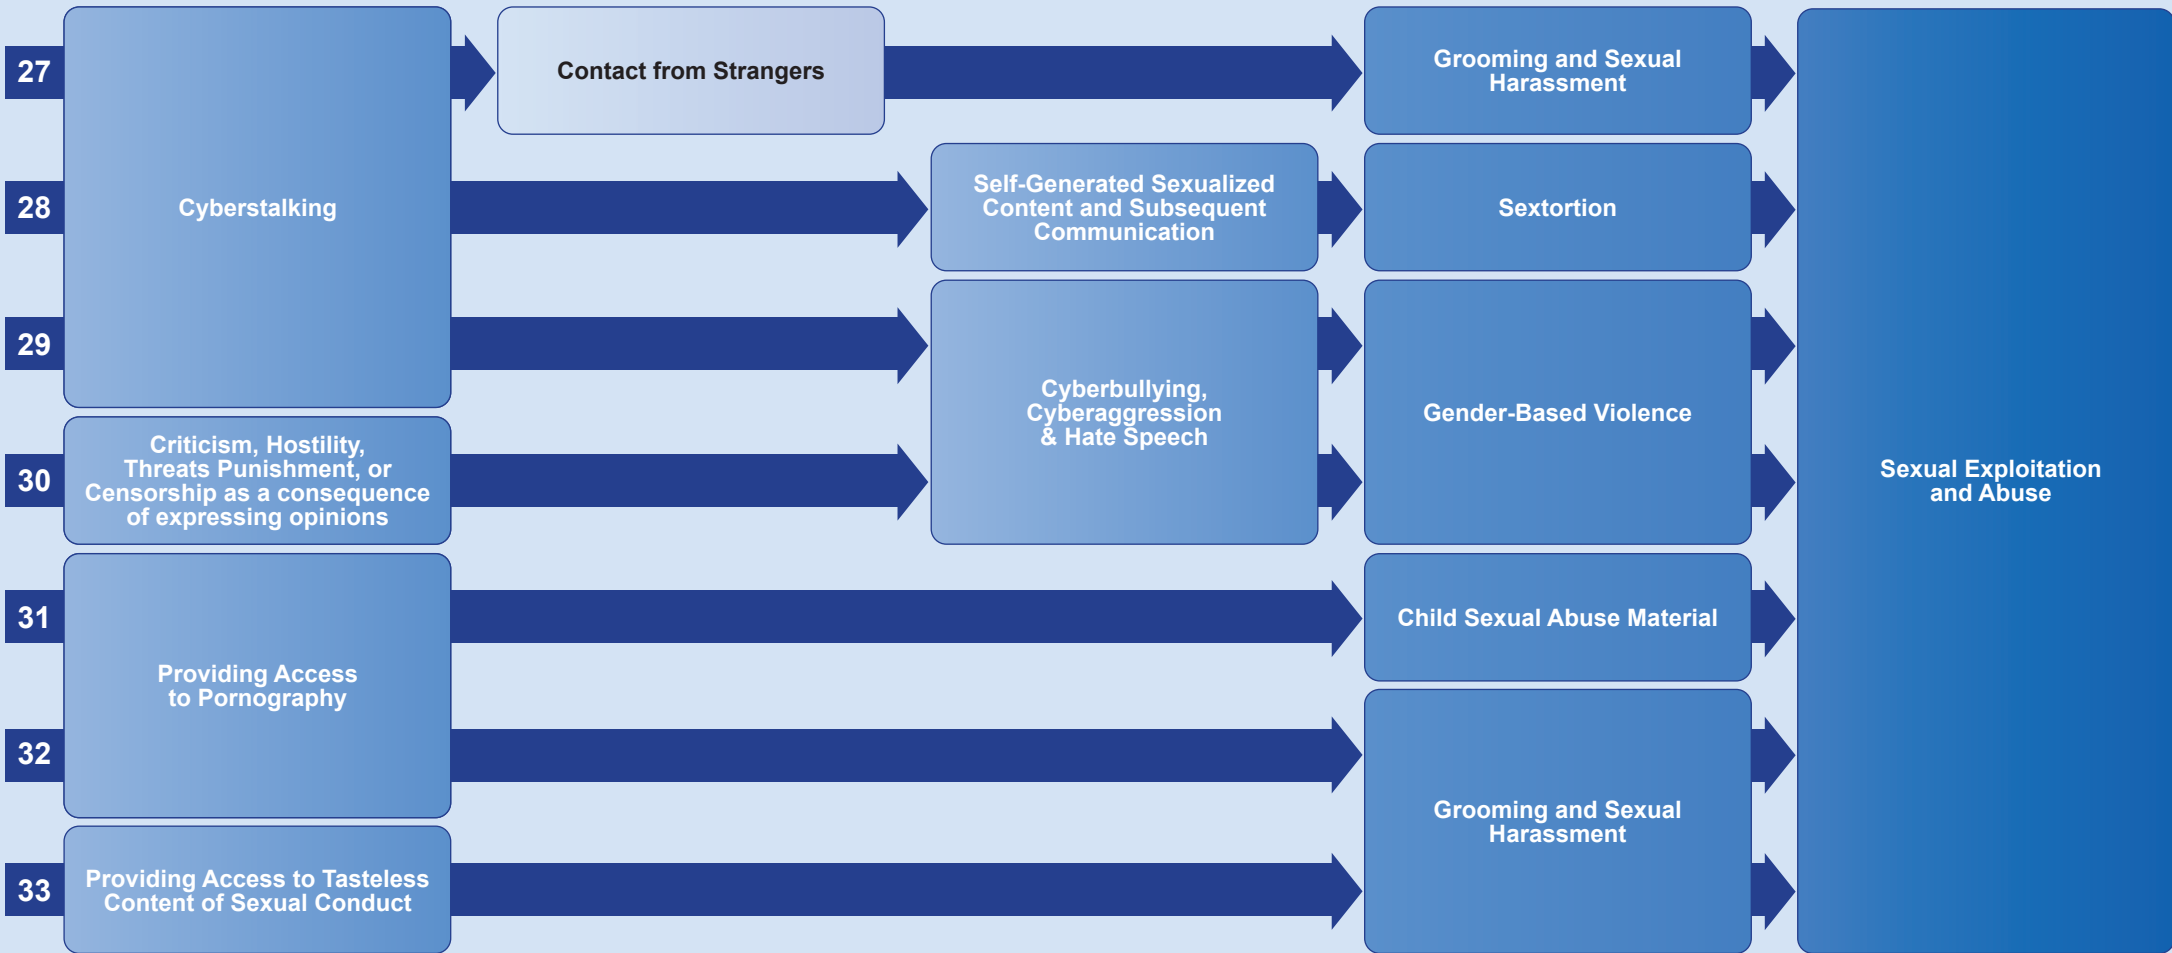 27
Cyberstalking
Contact from Strangers
Grooming and Sexual
Harassment
28
Self-Generated Sexualized
Content and Subsequent
Communication
Sextortion
29
Cyberbullying,
Cyberaggression
& Hate Speech
Gender-Based Violence
30
Criticism, Hostility,
Threats Punishment, or
Censorship as a consequence
of expressing opinions
Sexual Exploitation
and Abuse
31
Providing Access
to Pornography
Child Sexual Abuse Material
32
Grooming and Sexual
Harassment
33
Providing Access to Tasteless
Content of Sexual Conduct